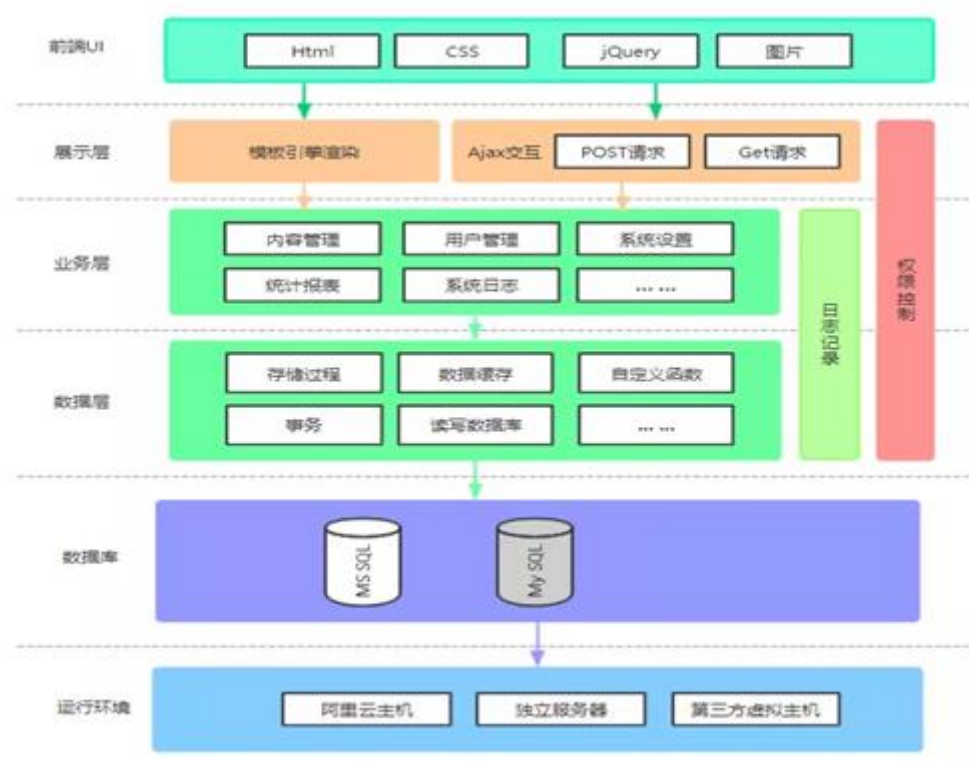 前端UI
Html
CSS
jQuery
图片
展示层
模板引擎渲染
Ajax交互
POST请求
Get请求
业务层
内容管理
用户管理
系统设置
统计报表
系统日志
... ...
数据层
存储过程
数据缓存
自定义函数
事务
读写数据库
... ...
日志记录
权限控制
数据库
MS SQL
My SQL
运行环境
阿里云主机
独立服务器
第三方虚拟主机